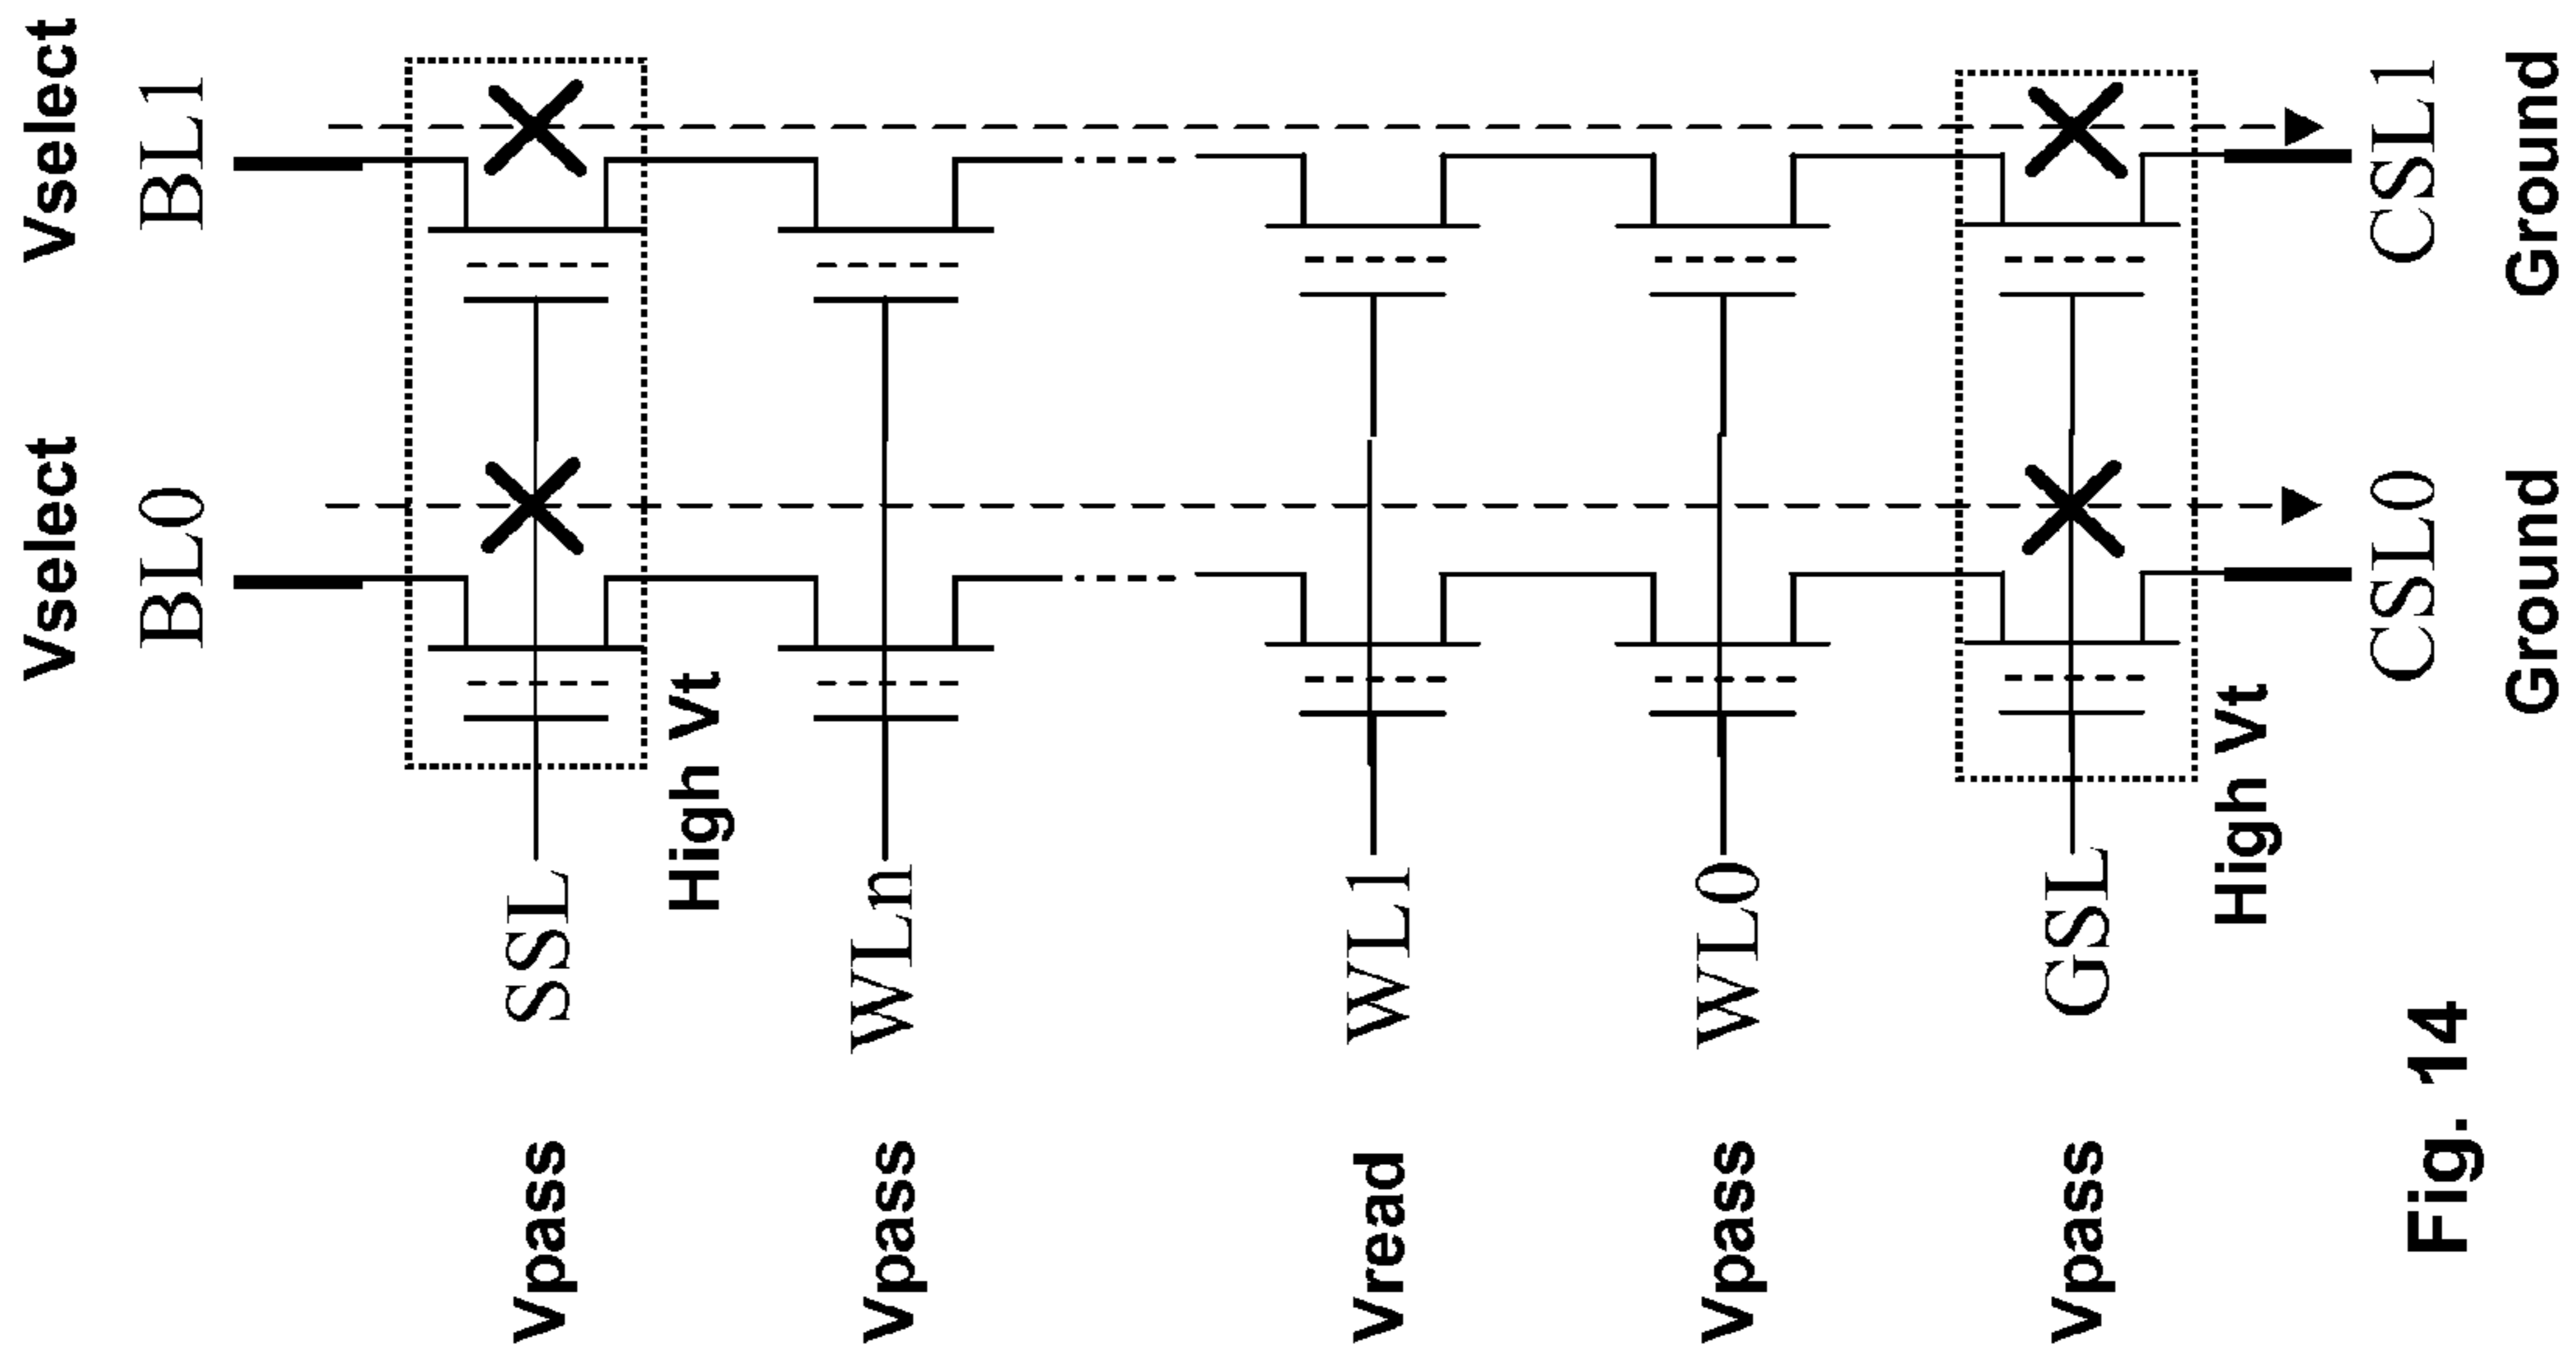 Vselect Vselect
BL0 BL1
Vpass SSL
High Vt
Vpass WLn
Vread WL1
Vpass WL0
Vpass GSL
High Vt
CSL0 CSL1
Ground Ground
Fig. 14